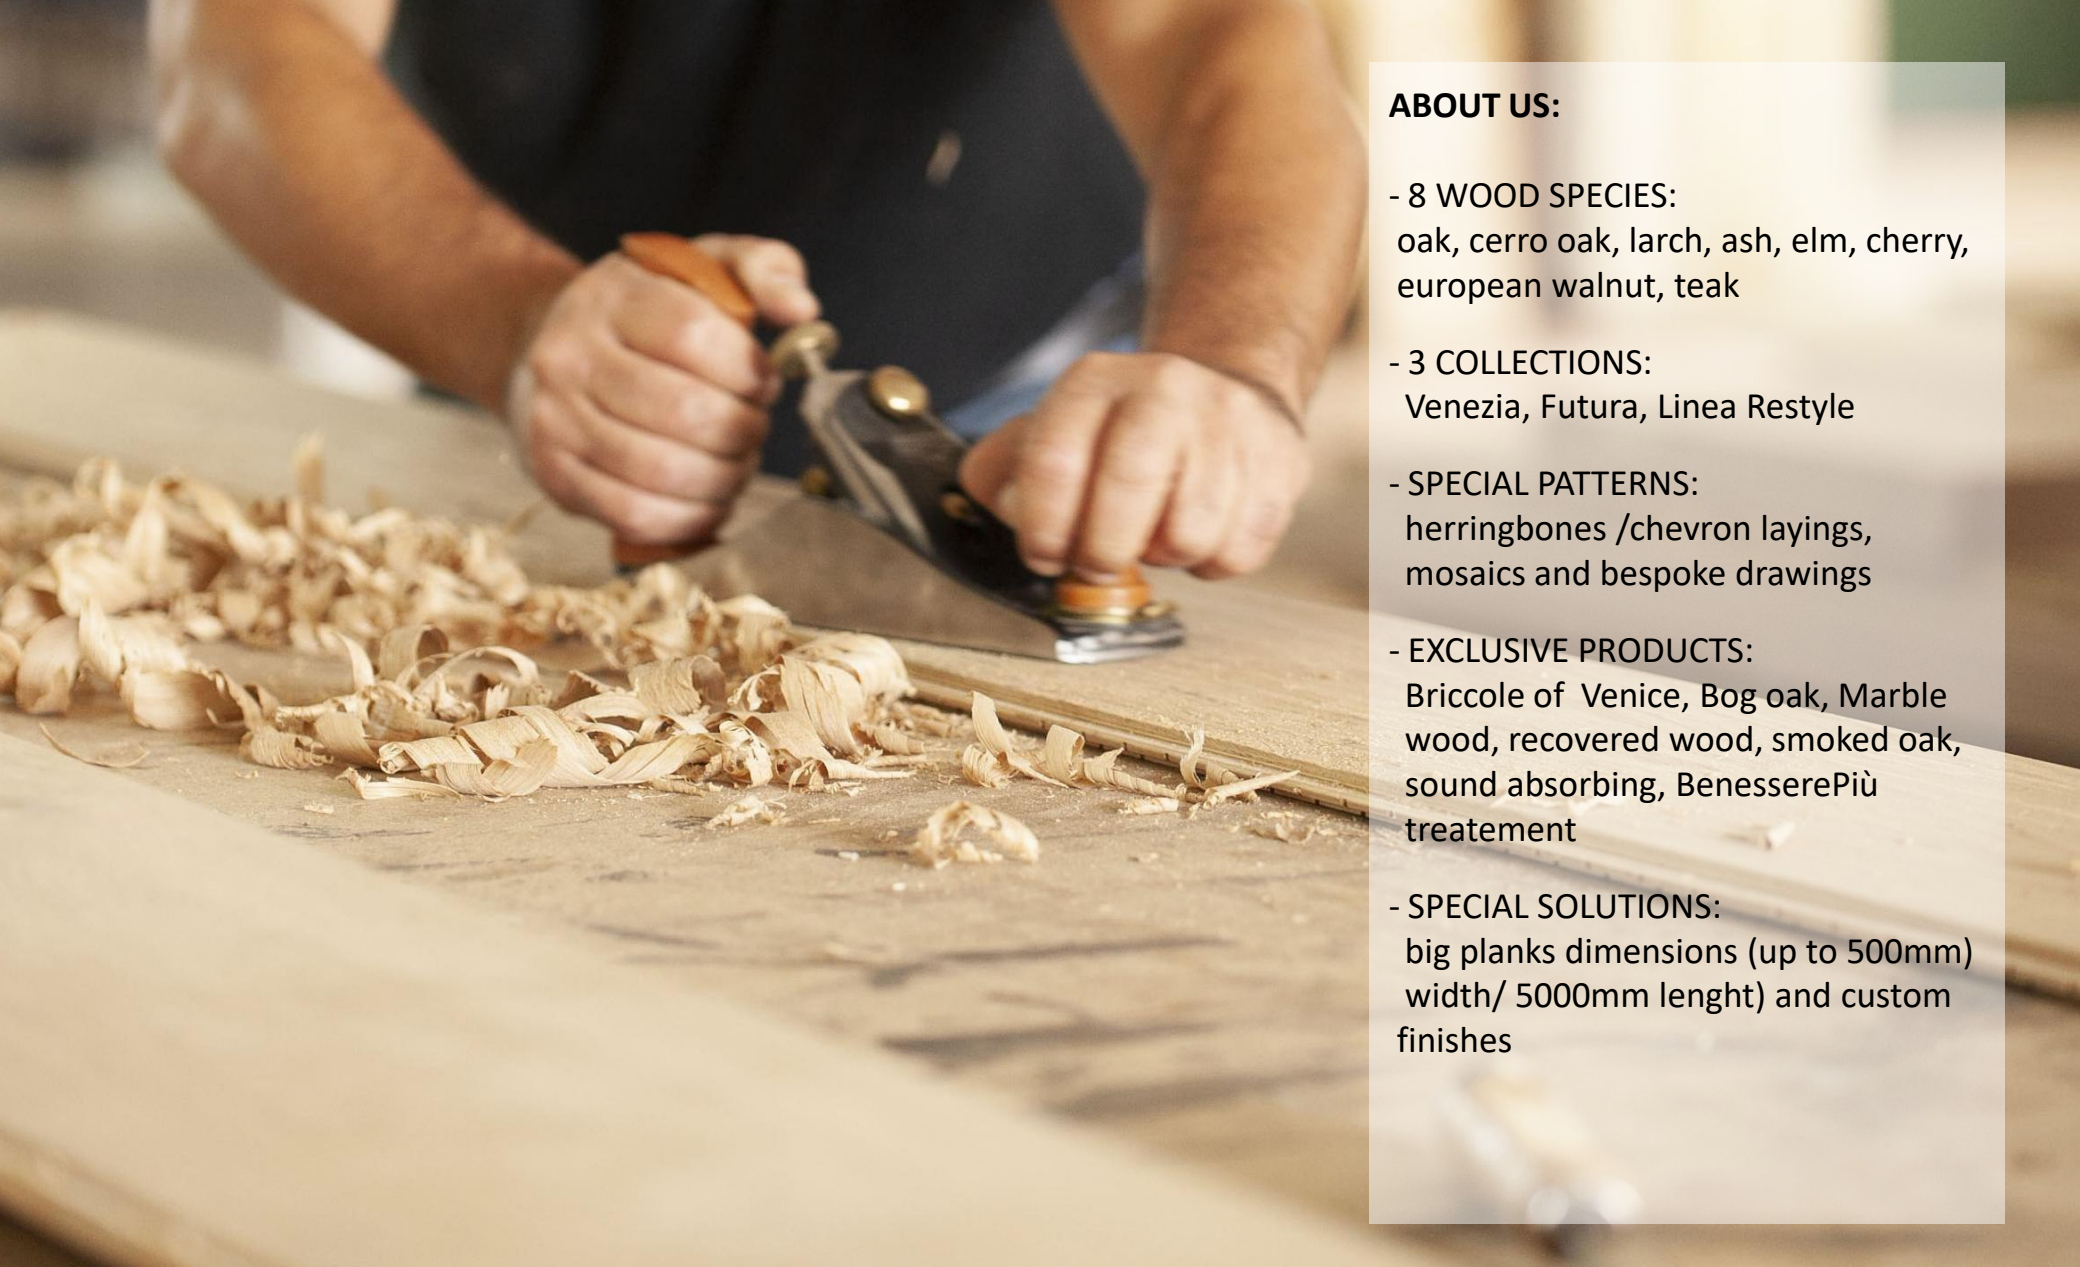 ABOUT US:
- 8 WOOD SPECIES:
oak, cerro oak, larch, ash, elm, cherry,
european walnut, teak
- 3 COLLECTIONS:
Venezia, Futura, Linea Restyle
- SPECIAL PATTERNS:
herringbones /chevron layings,
mosaics and bespoke drawings
- EXCLUSIVE PRODUCTS:
Briccole of  Venice, Bog oak, Marble
wood, recovered wood, smoked oak,
sound absorbing, BenesserePiù
treatement
- SPECIAL SOLUTIONS:
big planks dimensions (up to 500mm)
width/ 5000mm lenght) and custom
finishes